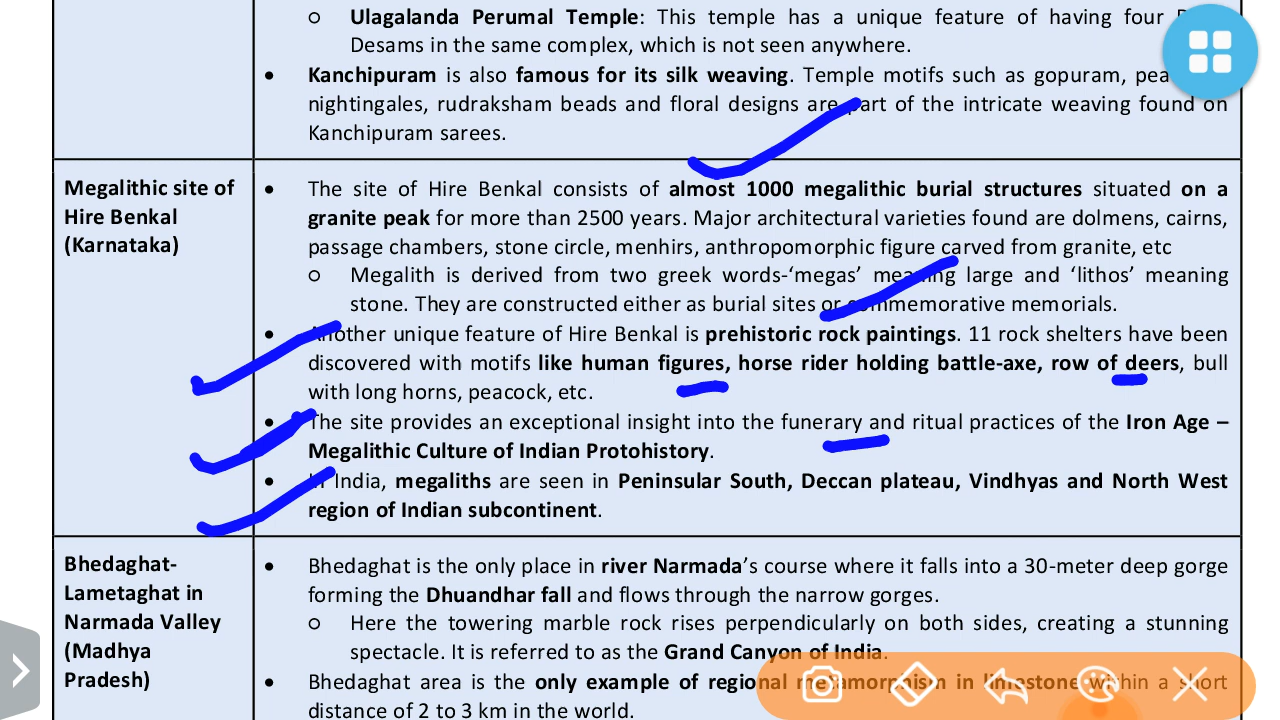 Ulagalanda Perumal Temple: This temple has a unique feature of having four
Desams in the same complex, which is not seen anywhere.
Kanchipuram is also famous for its silk weaving. Temple motifs such as gopuram,
nightingales, rudraksham beads and floral designs are part of the intricate weaving found on
Kanchipuram sarees.
Megalithic site of
Hire Benkal
(Karnataka)
The site of Hire Benkal consists of almost 1000 megalithic burial structures situated on a
granite peak for more than 2500 years. Major architectural varieties found are dolmens, cairns,
passage chambers, stone circle, menhirs, anthropomorphic figure carved from granite, etc
Megalith is derived from two greek words-‘megas’ meaning large and ‘lithos’ meaning
stone. They are constructed either as burial sites or commemorative memorials.
Another unique feature of Hire Benkal is prehistoric rock paintings. 11 rock shelters have been
discovered with motifs like human figures, horse rider holding battle-axe, row of deers, bull
with long horns, peacock, etc.
The site provides an exceptional insight into the funerary and ritual practices of the Iron Age –
Megalithic Culture of Indian Protohistory.
In India, megaliths are seen in Peninsular South, Deccan plateau, Vindhyas and North West
region of Indian subcontinent.
Bhedaghat-
Lametaghat in
Narmada Valley
(Madhya
Pradesh)
Bhedaghat is the only place in river Narmada’s course where it falls into a 30-meter deep gorge
forming the Dhuandhar fall and flows through the narrow gorges.
Here the towering marble rock rises perpendicularly on both sides, creating a stunning
spectacle. It is referred to as the Grand Canyon of India.
Bhedaghat area is the only example of regional metamorphism in limestone within a short
distance of 2 to 3 km in the world.